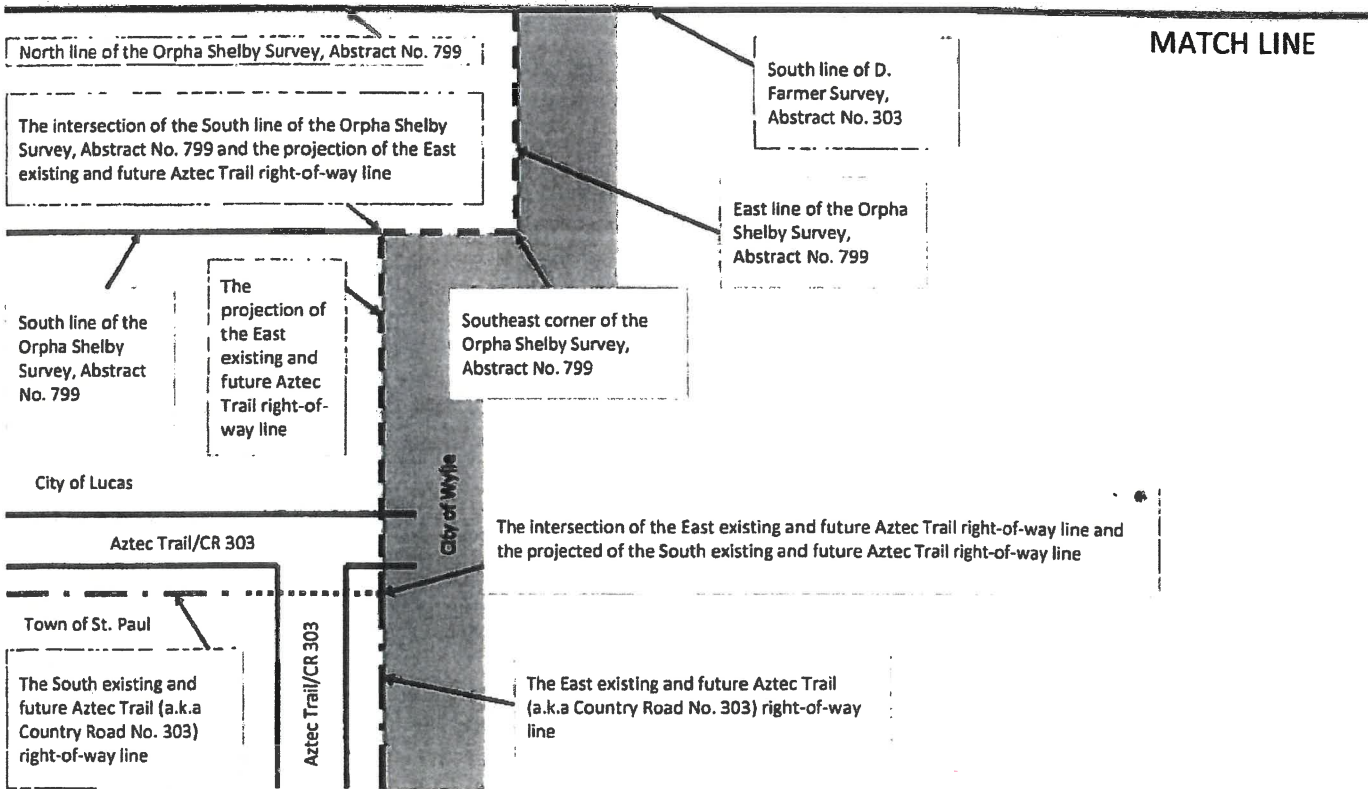 MATCH LINE
North line of the Orpha Shelby Survey, Abstract No. 799
South line of D.
Farmer Survey,
Abstract No. 303
The intersection of the South line of the Orpha Shelby
Survey, Abstract No. 799 and the projection of the East
existing and future Aztec Trail right-of-way line
East line of the Orpha
Shelby Survey,
Abstract No. 799
The
projection of
the East
existing and
future Aztec
Trail right-of-
way line
South line of the
Orpha Shelby
Survey, Abstract
No. 799
Southeast corner of the
Orpha Shelby Survey,
Abstract No. 799
City of Lucas
City of Wylie
The intersection of the East existing and future Aztec Trail right-of-way line and
the projected of the South existing and future Aztec Trail right-of-way line
Aztec Trail/CR 303
Town of St. Paul
Aztec Trail/CR 303
The South existing and
future Aztec Trail (a.k.a
Country Road No. 303)
right-of-way line
The East existing and future Aztec Trail
(a.k.a Country Road No. 303) right-of-way
line